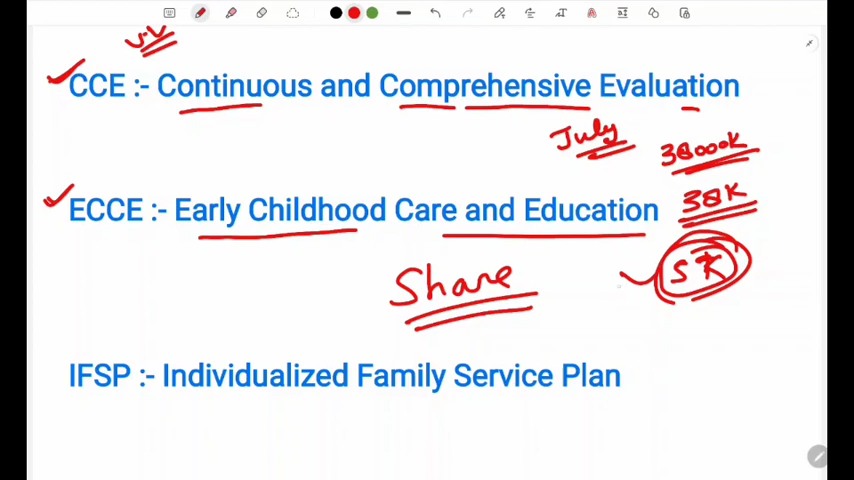 v.v
CCE :- Continuous and Comprehensive Evaluation
July
38000k
ECCE :- Early Childhood Care and Education
38K
Share
5K
IFSP :- Individualized Family Service Plan